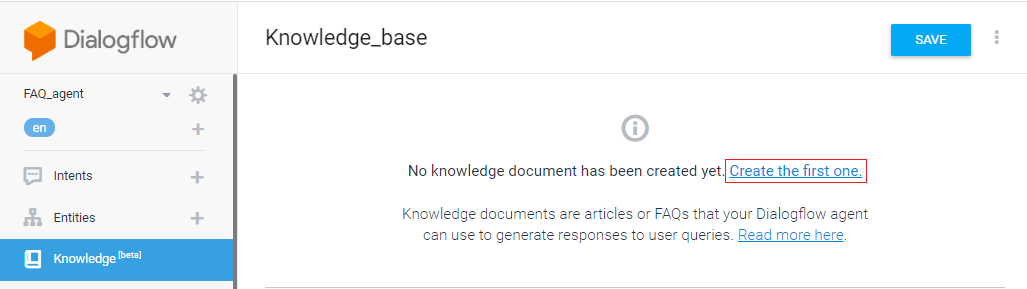 Dialogflow
FAQ_agent
en
Intents
Entities
Knowledge [beta]
Knowledge_base
SAVE
No knowledge document has been created yet. Create the first one.
Knowledge documents are articles or FAQs that your Dialogflow agent
can use to generate responses to user queries. Read more here.